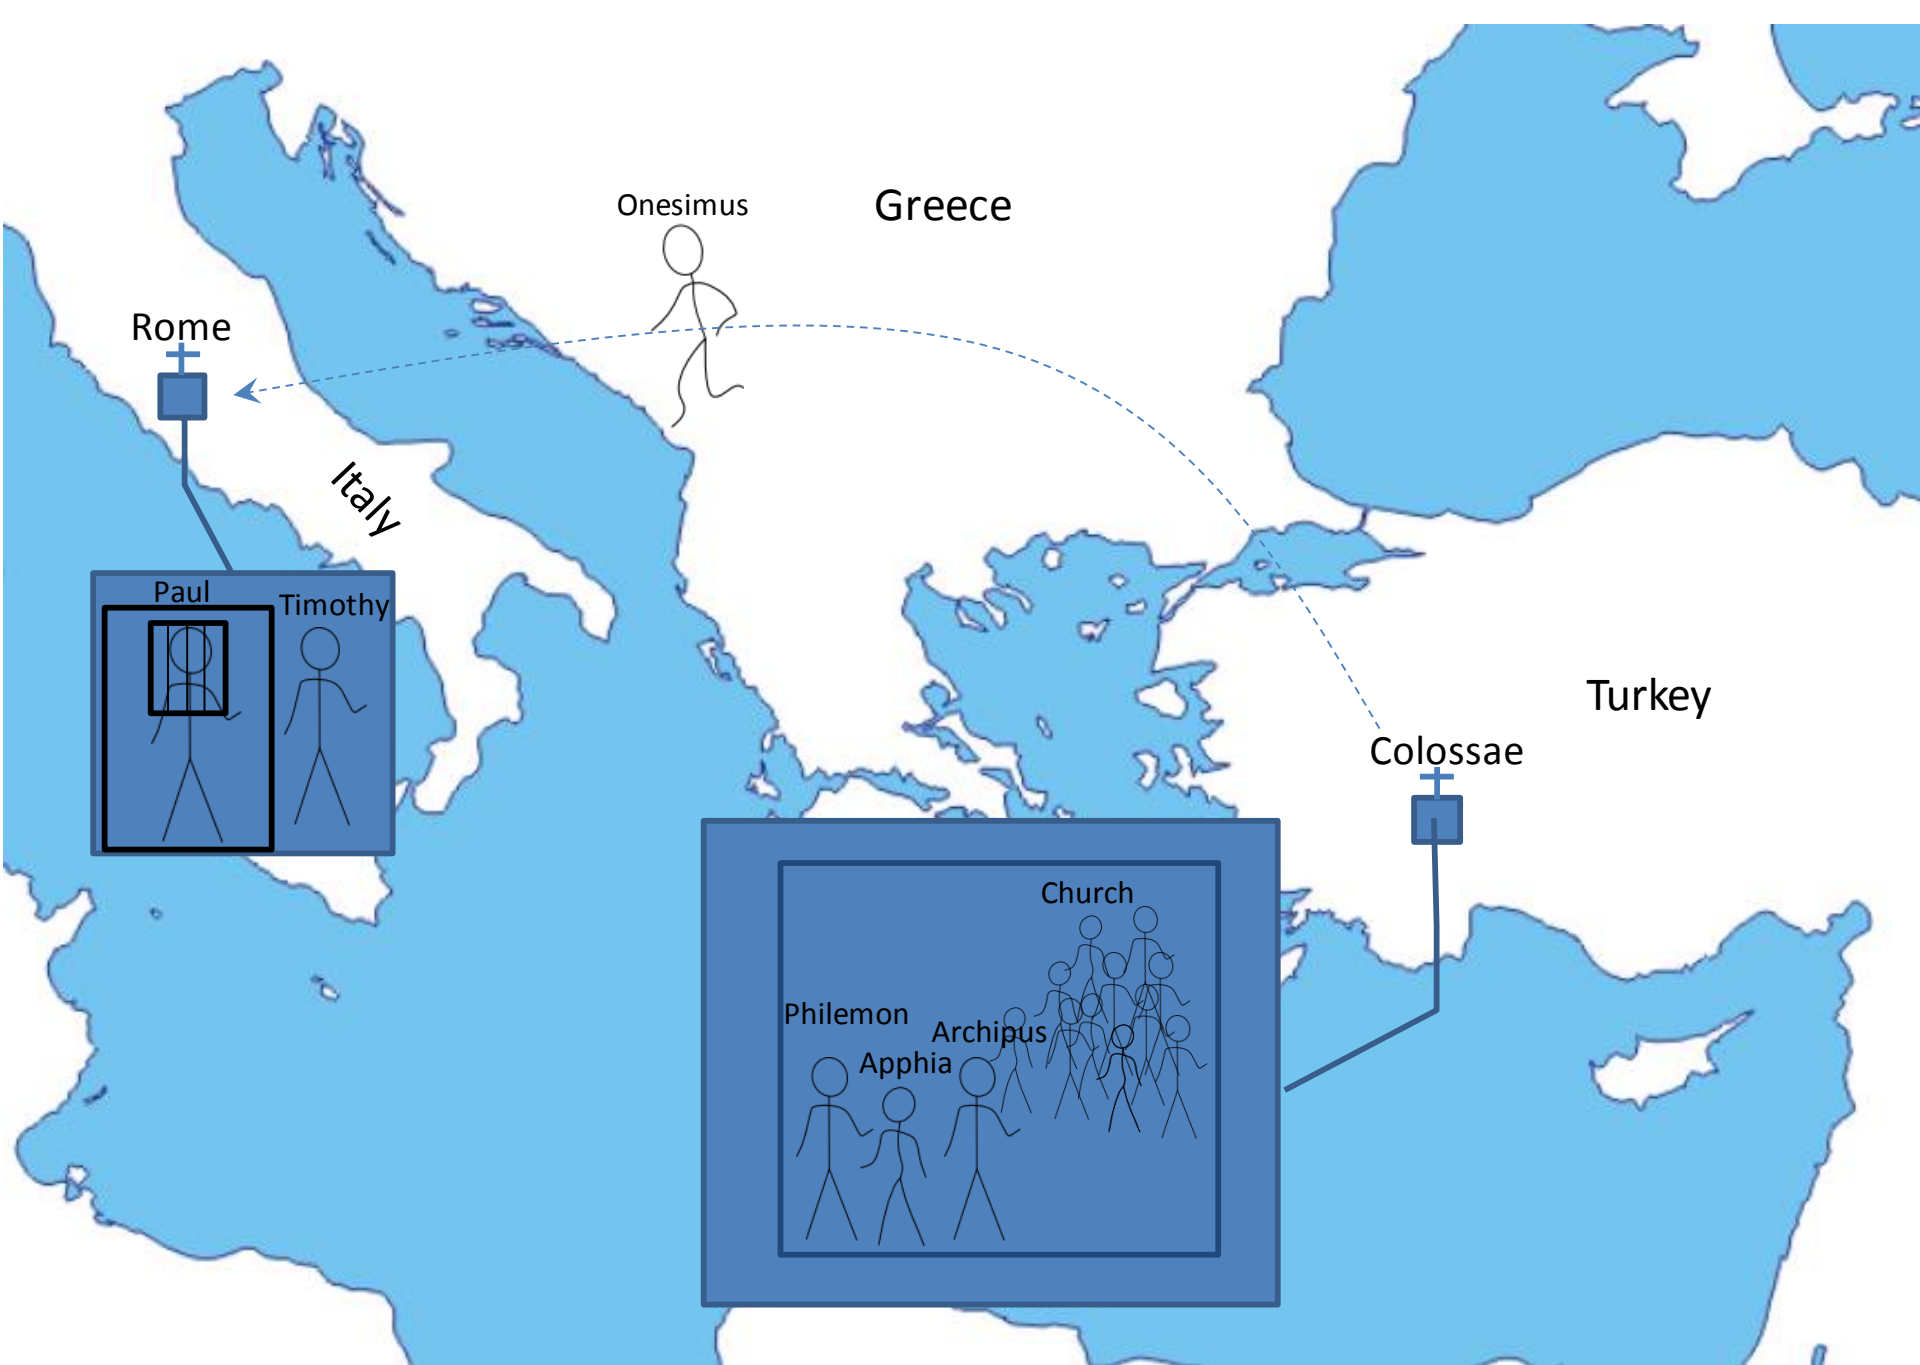 Onesimus
Greece
Rome
Italy
Paul
Timothy
Turkey
Colossae
Church
Philemon
Archipus
Apphia